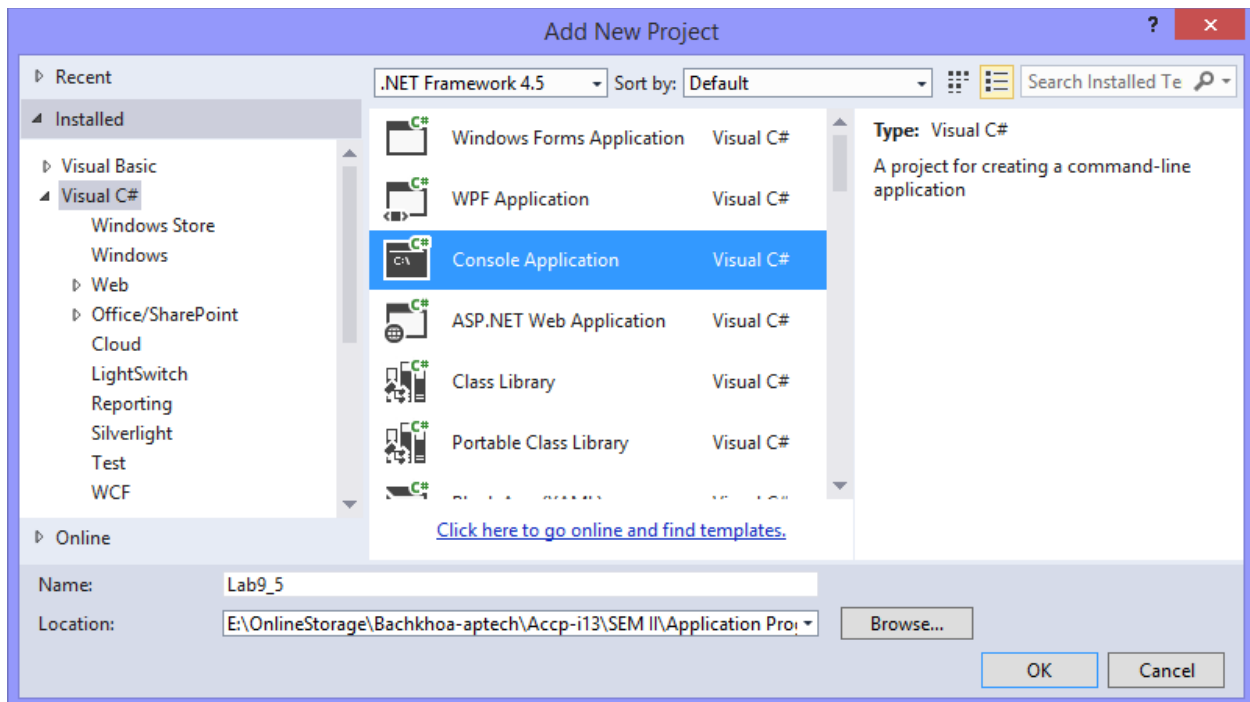 Add New Project
?
Recent
Installed
Visual Basic
Visual C#
Windows Store
Windows
Web
Office/SharePoint
Cloud
LightSwitch
Reporting
Silverlight
Test
WCF
Online
.NET Framework 4.5 Sort by: Default Search Installed Te
Windows Forms Application Visual C#
WPF Application Visual C#
Console Application Visual C#
ASP.NET Web Application Visual C#
Class Library Visual C#
Portable Class Library Visual C#
Click here to go online and find templates.
Type: Visual C#
A project for creating a command-line
application
Name: Lab9_5
Location: E:\OnlineStorage\Bachkhoa-aptech\Accp-i13\SEM II\Application Pro Browse...
OK Cancel